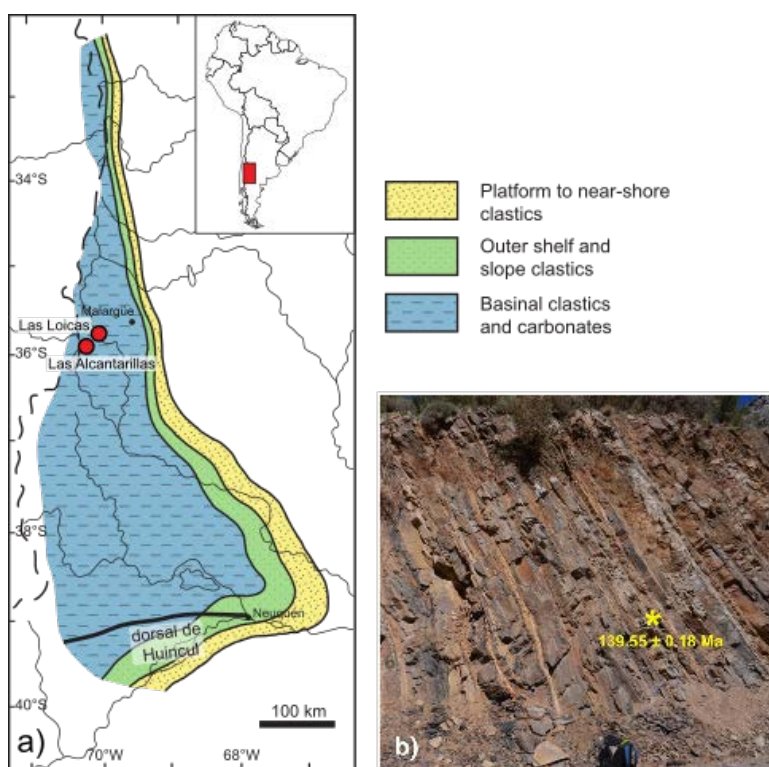 34°S
Malargüe
Las Loicas
36°S
Las Alcantarillas
38°S
Neuquén
dorsal de
Huincul
40°S
100 km
a)
70°W
68°W
Platform to near-shore
clastics
Outer shelf and
slope clastics
Basinal clastics
and carbonates
*
139.55 ± 0.18 Ma
b)